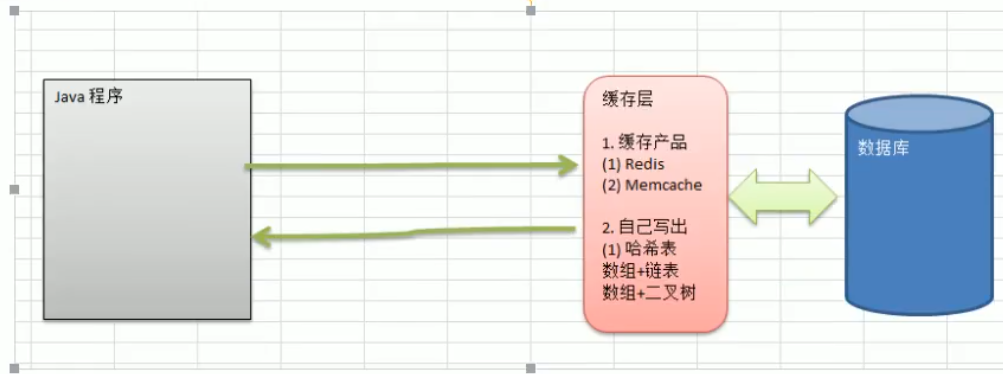 Java 程序
缓存层
1. 缓存产品
(1) Redis
(2) Memcache
2. 自己写出
(1) 哈希表
数组+链表
数组+二叉树
数据库